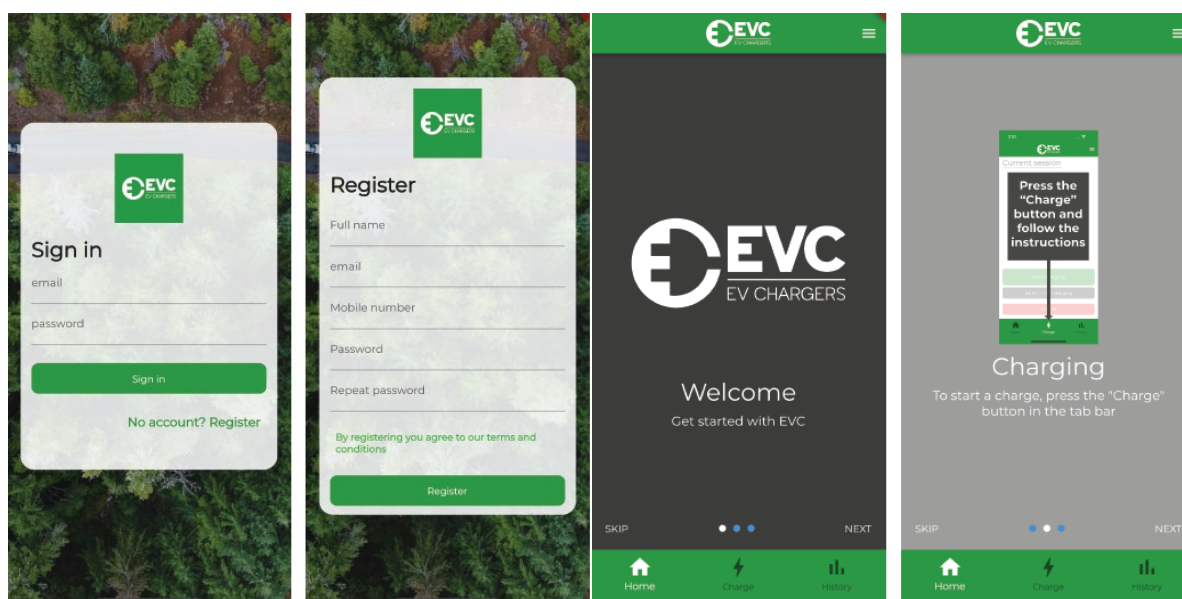 EVC
EV CHARGERS
Sign in
email
password
Sign in
No account? Register
EVC
EV CHARGERS
Register
Full name
email
Mobile number
Password
Repeat password
By registering you agree to our terms and
conditions
Register
EVC
EV CHARGERS
EVC
EV CHARGERS
Welcome
Get started with EVC
SKIP
NEXT
Home
Charge
History
EVC
EV CHARGERS
EVC
Current session
Press the
“Charge”
button and
follow the
instructions
Charge
Charging
To start a charge, press the "Charge"
button in the tab bar
SKIP
NEXT
Home
Charge
History